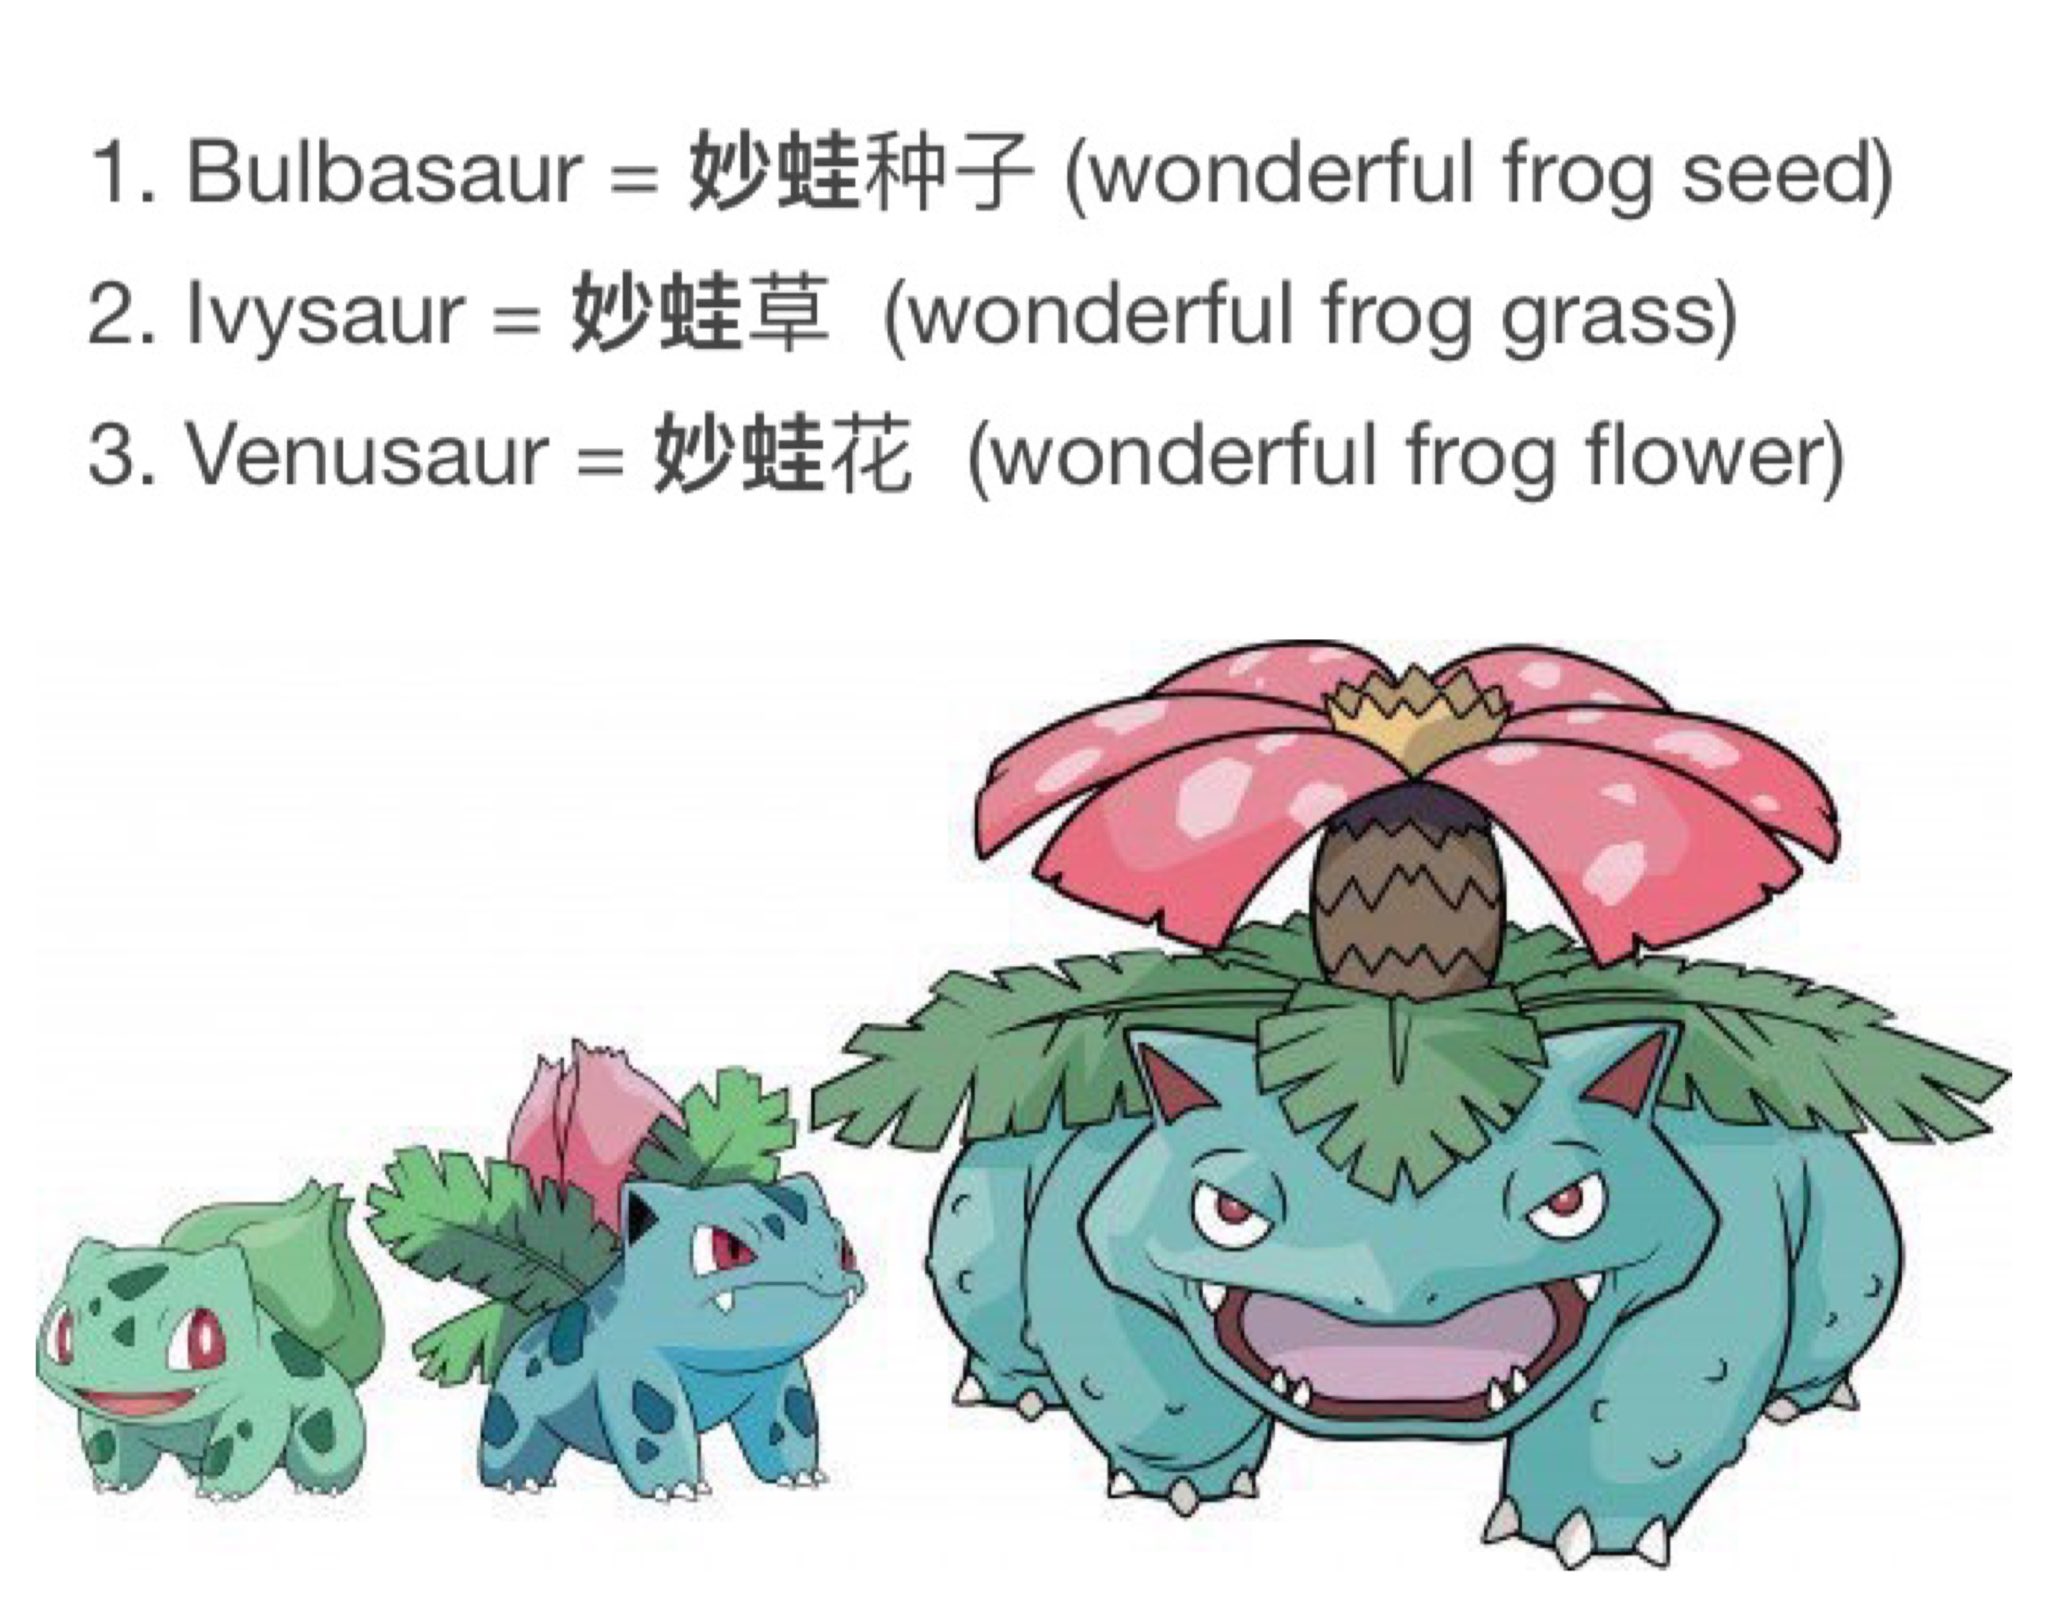 1. Bulbasaur = 妙蛙种子 (wonderful frog seed)
2. Ivysaur = 妙蛙草 (wonderful frog grass)
3. Venusaur = 妙蛙花 (wonderful frog flower)